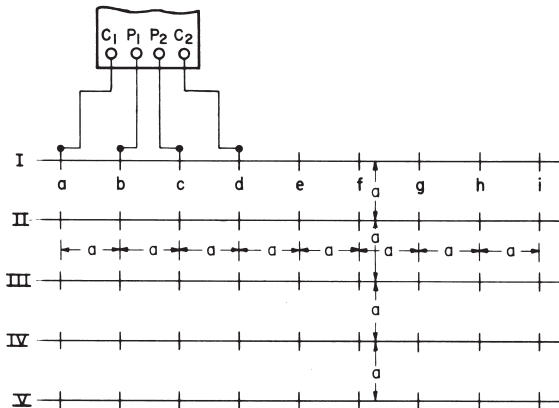 C1 P1 P2 C2
I
a b c d e f g h i
a
II
a
a a a a a a a a
III
a
IV
a
V